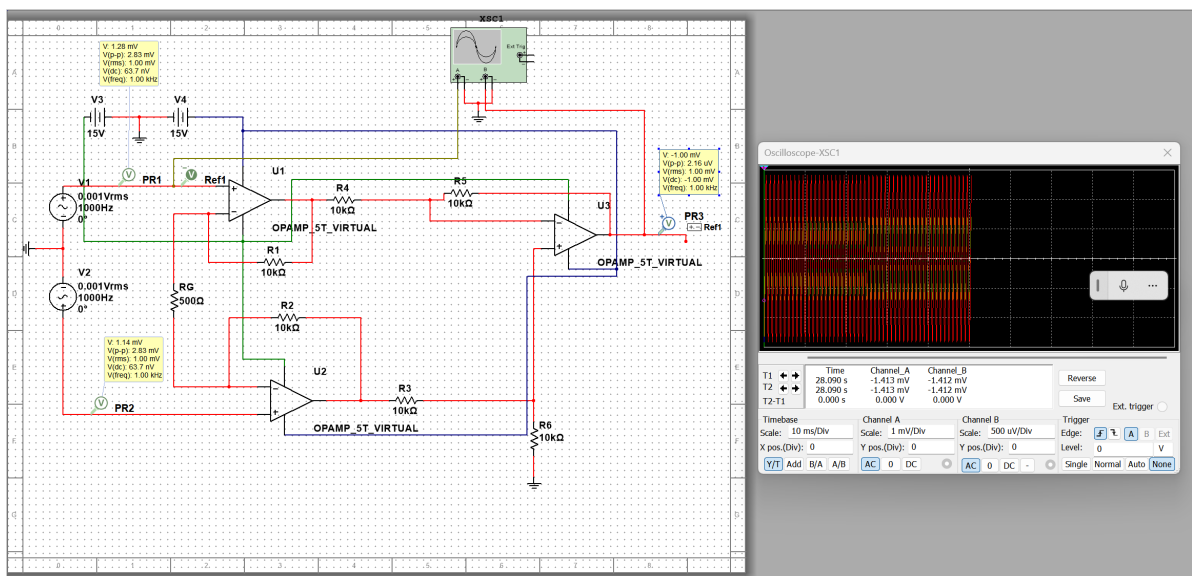 XSC1
Ext Trig
A
B
V: 1.28 mV
V(p-p): 2.83 mV
V(rms): 1.00 mV
V(dc): 63.7 nV
V(freq): 1.00 kHz
V3
V4
15V
15V
V: -1.00 mV
V(p-p): 2.16 uV
V(rms): 1.00 mV
V(dc): -1.00 mV
V(freq): 1.00 kHz
V1
PR1
Ref1
0.001Vrms
1000Hz
0°
U1
R4
10kΩ
R5
10kΩ
U3
PR3
Ref1
OPAMP_5T_VIRTUAL
OPAMP_5T_VIRTUAL
R1
10kΩ
V2
0.001Vrms
1000Hz
0°
RG
500Ω
R2
10kΩ
V: 1.14 mV
V(p-p): 2.83 mV
V(rms): 1.00 mV
V(dc): 63.7 nV
V(freq): 1.00 kHz
PR2
U2
R3
10kΩ
OPAMP_5T_VIRTUAL
R6
10kΩ
Oscilloscope-XSC1
Time Channel_A Channel_B
T1 28.090 s -1.413 mV -1.412 mV
T2 28.090 s -1.413 mV -1.412 mV
T2-T1 0.000 s 0.000 V 0.000 V
Reverse
Save
Ext. trigger
Timebase
Scale: 10 ms/Div
X pos.(Div): 0
Y/T Add B/A A/B
Channel A
Scale: 1 mV/Div
Y pos.(Div): 0
AC 0 DC
Channel B
Scale: 500 uV/Div
Y pos.(Div): 0
AC 0 DC -
Trigger
Edge: A B Ext
Level: 0 V
Single Normal Auto None